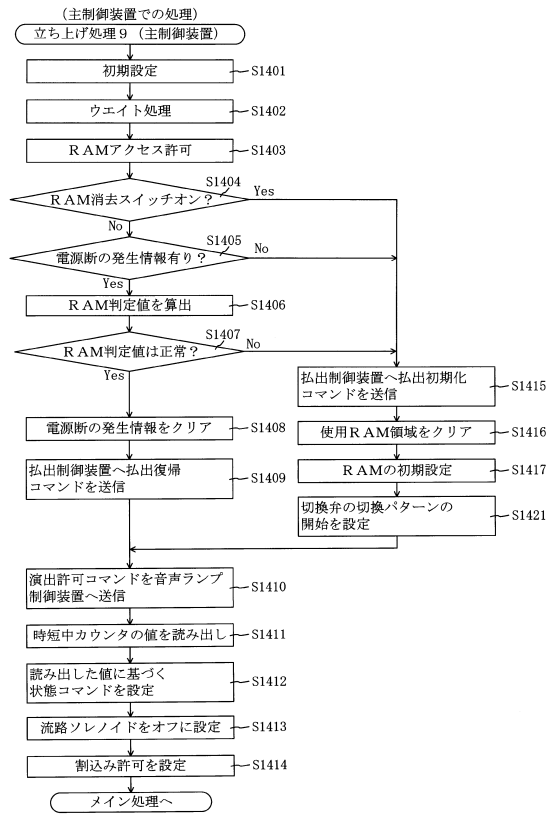 (主制御装置での処理)
立ち上げ処理9（主制御装置）
初期設定
S1401
ウエイト処理
S1402
RAMアクセス許可
S1403
S1404
RAM消去スイッチオン？
Yes
No
S1405
電源断の発生情報有り？
No
Yes
RAM判定値を算出
S1406
S1407
RAM判定値は正常？
No
Yes
電源断の発生情報をクリア
S1408
払出制御装置へ払出復帰
コマンドを送信
S1409
払出制御装置へ払出初期化
コマンドを送信
S1415
使用RAM領域をクリア
S1416
RAMの初期設定
S1417
切換弁の切換パターンの
開始を設定
S1421
演出許可コマンドを音声ランプ
制御装置へ送信
S1410
時短中カウンタの値を読み出し
S1411
読み出した値に基づく
状態コマンドを設定
S1412
流路ソレノイドをオフに設定
S1413
割込み許可を設定
S1414
メイン処理へ